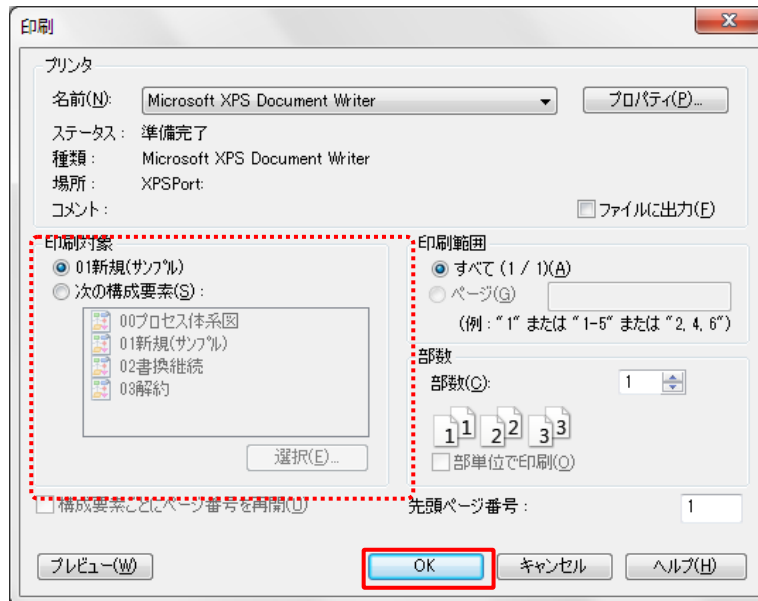 印刷
プリンタ
名前(N): Microsoft XPS Document Writer プロパティ(P)...
ステータス: 準備完了
種類: Microsoft XPS Document Writer
場所: XPSPort:
コメント: ファイルに出力(F)
印刷対象
01新規(サンプル)
次の構成要素(S):
00プロセス体系図
01新規(サンプル)
02書換継続
03解約
選択(E)...
構成要素ごとにページ番号を再開(U)
印刷範囲
すべて (1 / 1)(A)
ページ(G)
(例: "1" または "1-5" または "2, 4, 6")
部数
部数(C): 1
1 1 2 2 3 3
部単位で印刷(O)
先頭ページ番号: 1
プレビュー(W) OK キャンセル ヘルプ(H)